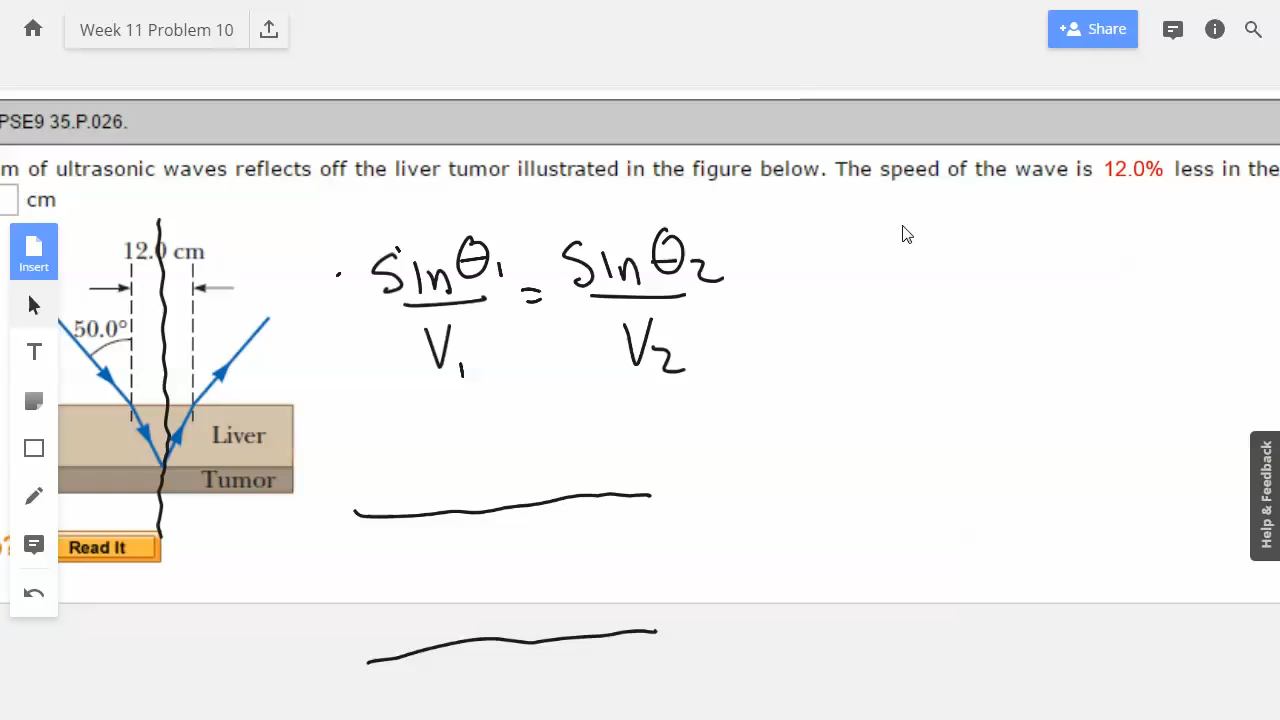 Week 11 Problem 10
Share
PSE9 35.P.026.
m of ultrasonic waves reflects off the liver tumor illustrated in the figure below. The speed of the wave is 12.0% less in the
cm
Insert
12.0 cm
50.0°
Liver
Tumor
Read It
sinθ₁ = sinθ₂
V₁ V₂
T
Help & Feedback